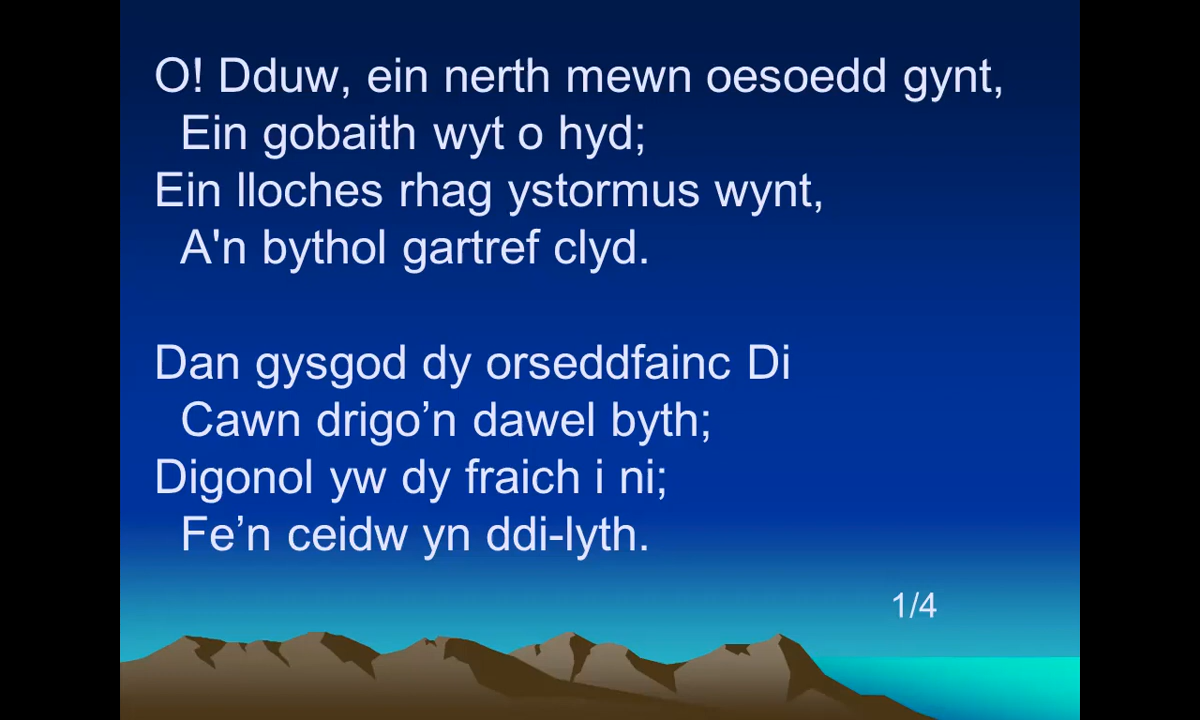 O! Dduw, ein nerth mewn oesoedd gynt,
Ein gobaith wyt o hyd;
Ein lloches rhag ystormus wynt,
A'n bythol gartref clyd.
Dan gysgod dy orseddfainc Di
Cawn drigo’n dawel byth;
Digonol yw dy fraich i ni;
Fe’n ceidw yn ddi-lyth.
1/4